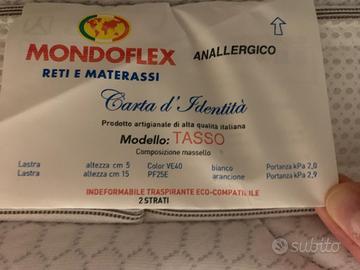 MONDOFLEX
RETI E MATERASSI
ANALLERGICO
Carta d'Identità
Prodotto artigianale di alta qualità italiana
Modello: TASSO
Composizione massello
Lastra altezza cm 5 Color VE40 bianco Portanza kPa 2,0
Lastra altezza cm 15 PF25E arancione Portanza kPa 2,9
INDEFORMABILE TRASPIRANTE ECO-COMPATIBILE
2 STRATI
subito